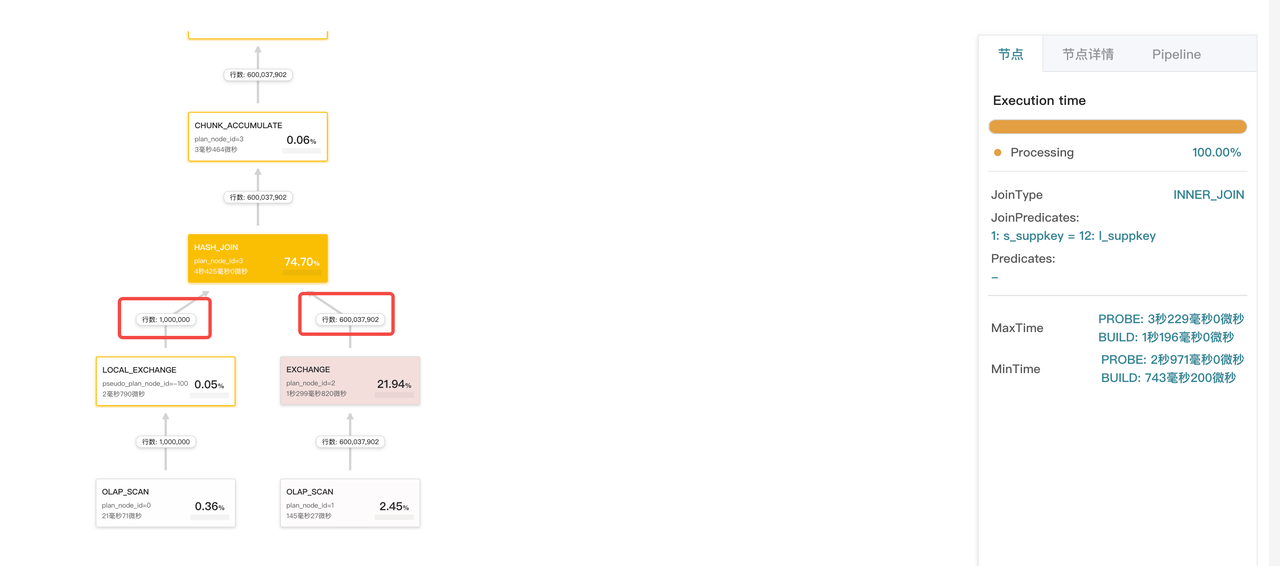 行数: 600,037,902
CHUNK_ACCUMULATE
plan_node_id=3
0.06%
3毫秒464微秒
行数: 600,037,902
HASH_JOIN
plan_node_id=3
74.70%
4秒425毫秒0微秒
行数: 1,000,000
行数: 600,037,902
LOCAL_EXCHANGE
pseudo_plan_node_id=-100
0.05%
2毫秒790微秒
EXCHANGE
plan_node_id=2
21.94%
1秒299毫秒820微秒
行数: 1,000,000
行数: 600,037,902
OLAP_SCAN
plan_node_id=0
0.36%
21毫秒71微秒
OLAP_SCAN
plan_node_id=1
2.45%
145毫秒27微秒
节点
节点详情
Pipeline
Execution time
Processing
100.00%
JoinType
INNER_JOIN
JoinPredicates:
1: s_suppkey = 12: l_suppkey
Predicates:
–
MaxTime
PROBE: 3秒229毫秒0微秒
BUILD: 1秒196毫秒0微秒
MinTime
PROBE: 2秒971毫秒0微秒
BUILD: 743毫秒200微秒